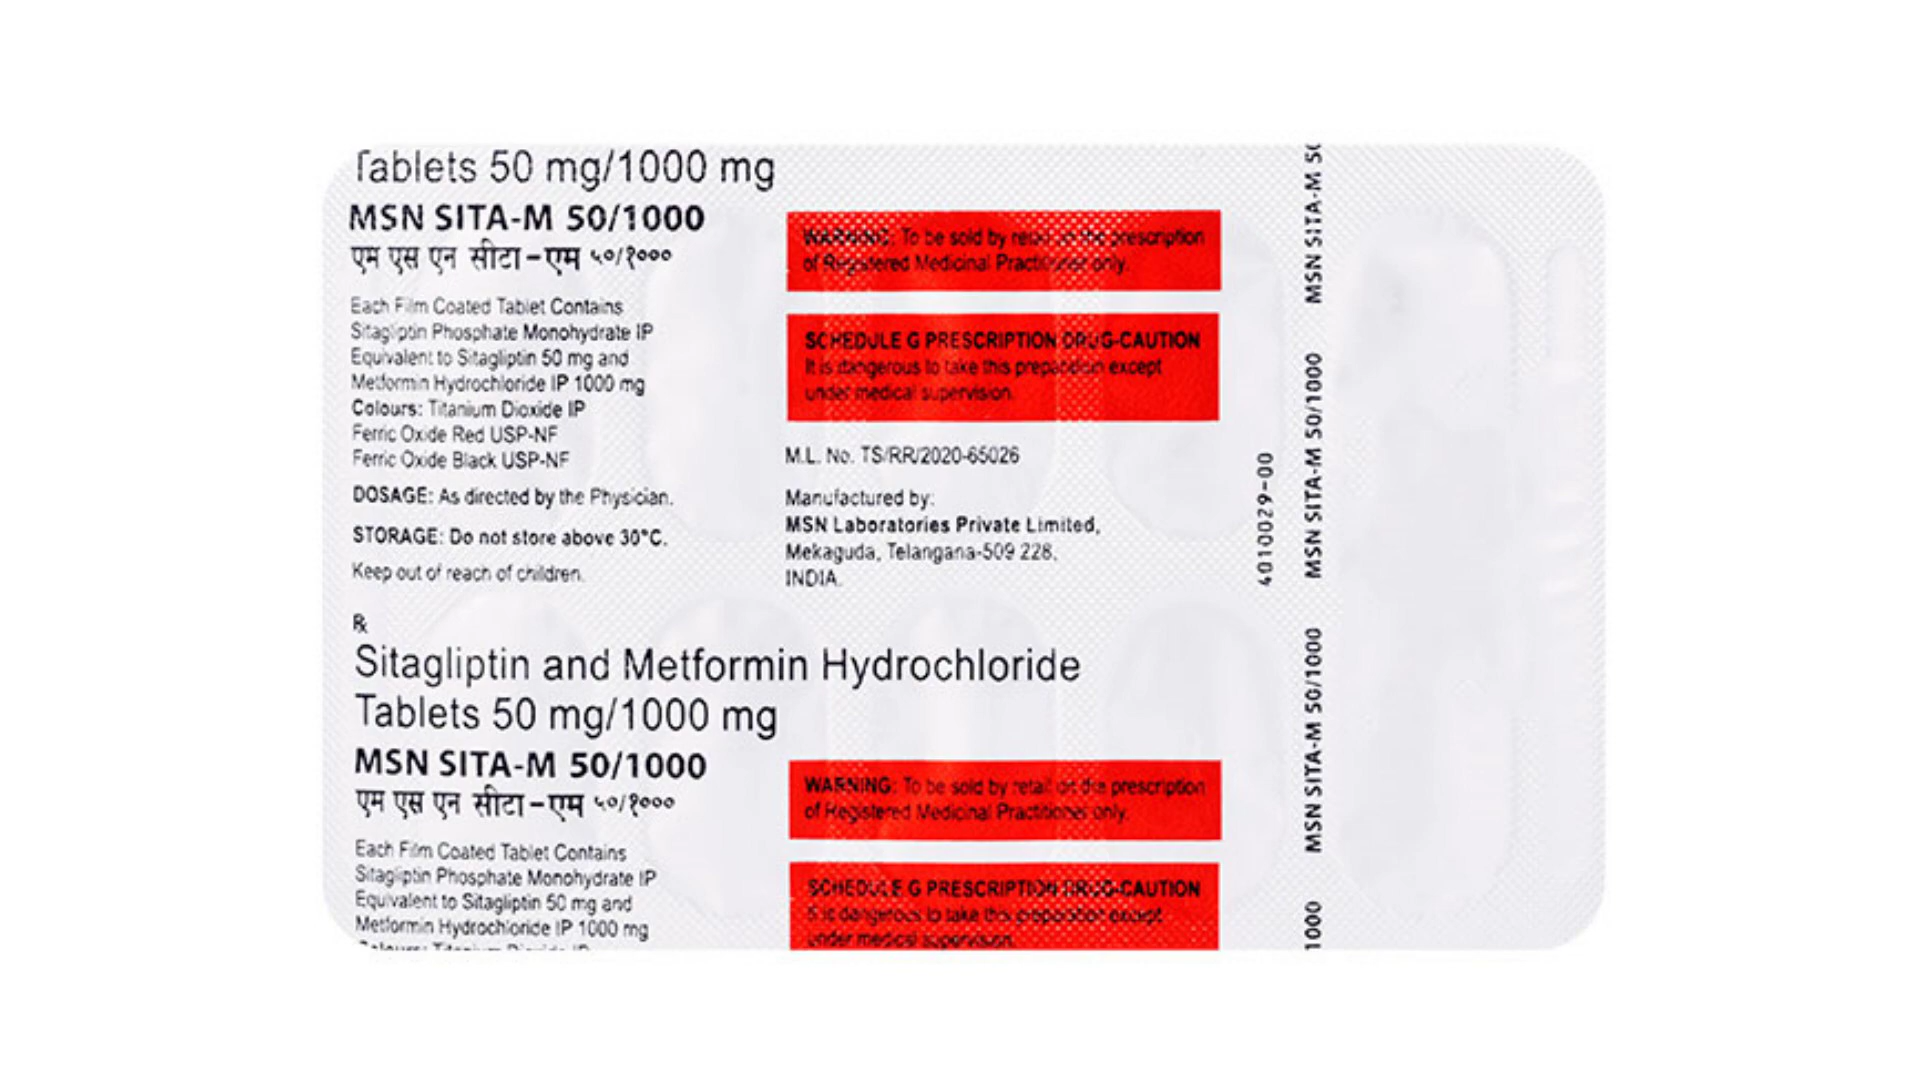 Tablets 50 mg/1000 mg
MSN SITA-M 50/1000
एम एस एन सीटा-एम ५०/१०००
Each Film Coated Tablet Contains
Sitagliptin Phosphate Monohydrate IP
Equivalent to Sitagliptin 50 mg and
Metformin Hydrochloride IP 1000 mg
Colours: Titanium Dioxide IP
Ferric Oxide Red USP-NF
Ferric Oxide Black USP-NF
DOSAGE: As directed by the Physician.
STORAGE: Do not store above 30°C.
Keep out of reach of children.
WARNING: To be sold by retail on the prescription
of Registered Medicinal Practitioner only.
SCHEDULE G PRESCRIPTION DRUG-CAUTION
It is dangerous to take this preparation except
under medical supervision.
M.L. No. TS/RR/2020-65026
Manufactured by:
MSN Laboratories Private Limited,
Mekaguda, Telangana-509 228,
INDIA.
℞
Sitagliptin and Metformin Hydrochloride
Tablets 50 mg/1000 mg
MSN SITA-M 50/1000
एम एस एन सीटा-एम ५०/१०००
Each Film Coated Tablet Contains
Sitagliptin Phosphate Monohydrate IP
Equivalent to Sitagliptin 50 mg and
Metformin Hydrochloride IP 1000 mg
Colours: Titanium Dioxide IP
WARNING: To be sold by retail on the prescription
of Registered Medicinal Practitioner only.
SCHEDULE G PRESCRIPTION DRUG-CAUTION
It is dangerous to take this preparation except
under medical supervision.
4010029-00
MSN SITA-M 50
MSN SITA-M 50/1000
MSN SITA-M 50/1000
1000